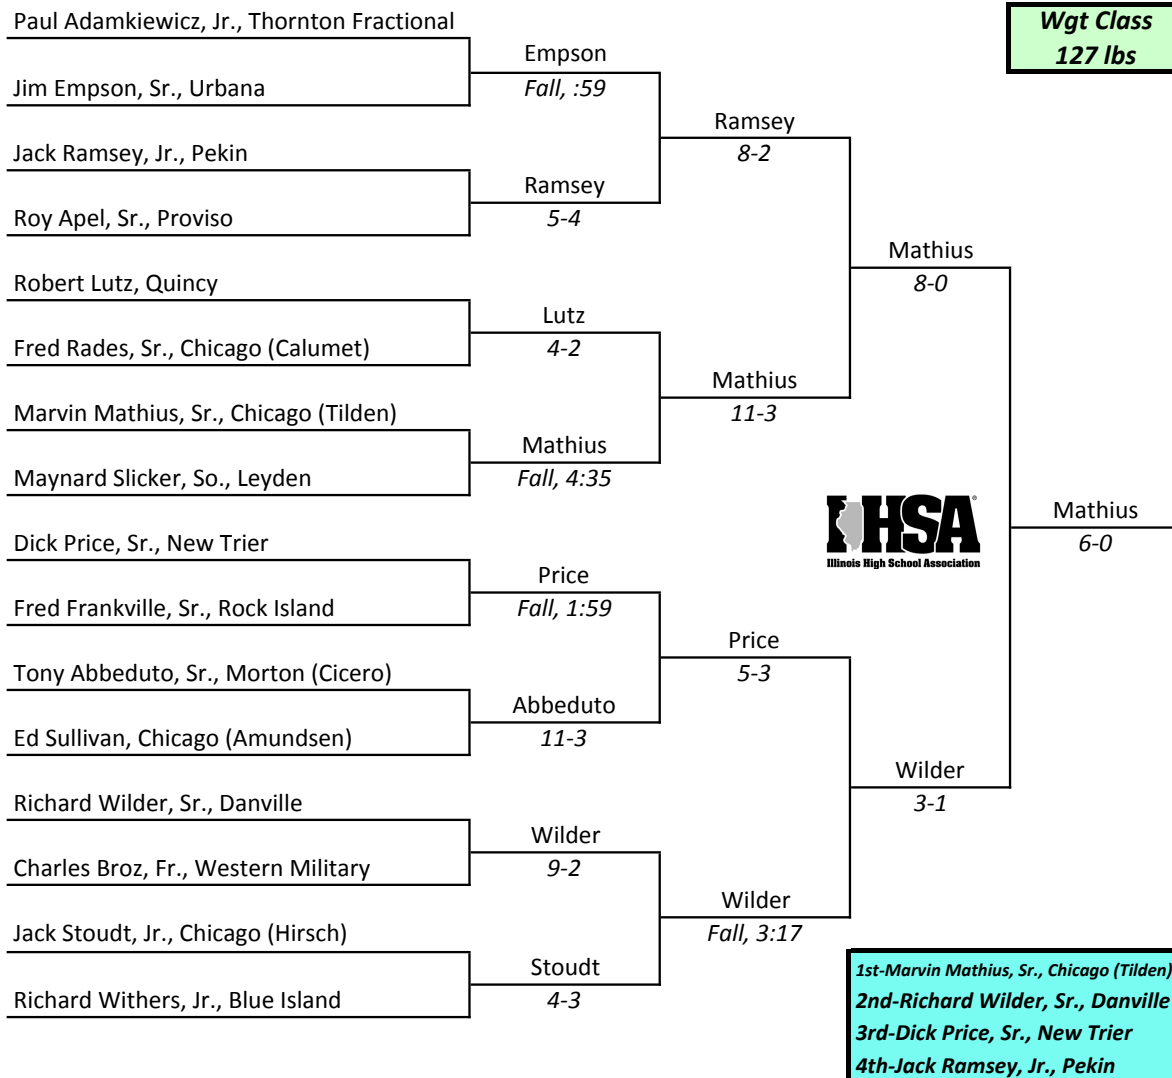 Paul Adamkiewicz, Jr., Thornton Fractional
Jim Empson, Sr., Urbana
Jack Ramsey, Jr., Pekin
Roy Apel, Sr., Proviso
Robert Lutz, Quincy
Fred Rades, Sr., Chicago (Calumet)
Marvin Mathius, Sr., Chicago (Tilden)
Maynard Slicker, So., Leyden
Dick Price, Sr., New Trier
Fred Frankville, Sr., Rock Island
Tony Abbeduto, Sr., Morton (Cicero)
Ed Sullivan, Chicago (Amundsen)
Richard Wilder, Sr., Danville
Charles Broz, Fr., Western Military
Jack Stoudt, Jr., Chicago (Hirsch)
Richard Withers, Jr., Blue Island
Empson
Fall, :59
Ramsey
5-4
Lutz
4-2
Mathius
Fall, 4:35
Price
Fall, 1:59
Abbeduto
11-3
Wilder
9-2
Stoudt
4-3
Ramsey
8-2
Mathius
11-3
Price
5-3
Wilder
Fall, 3:17
Mathius
8-0
Wilder
3-1
Mathius
6-0
Wgt Class
127 lbs
IHSA
Illinois High School Association
1st-Marvin Mathius, Sr., Chicago (Tilden)
2nd-Richard Wilder, Sr., Danville
3rd-Dick Price, Sr., New Trier
4th-Jack Ramsey, Jr., Pekin